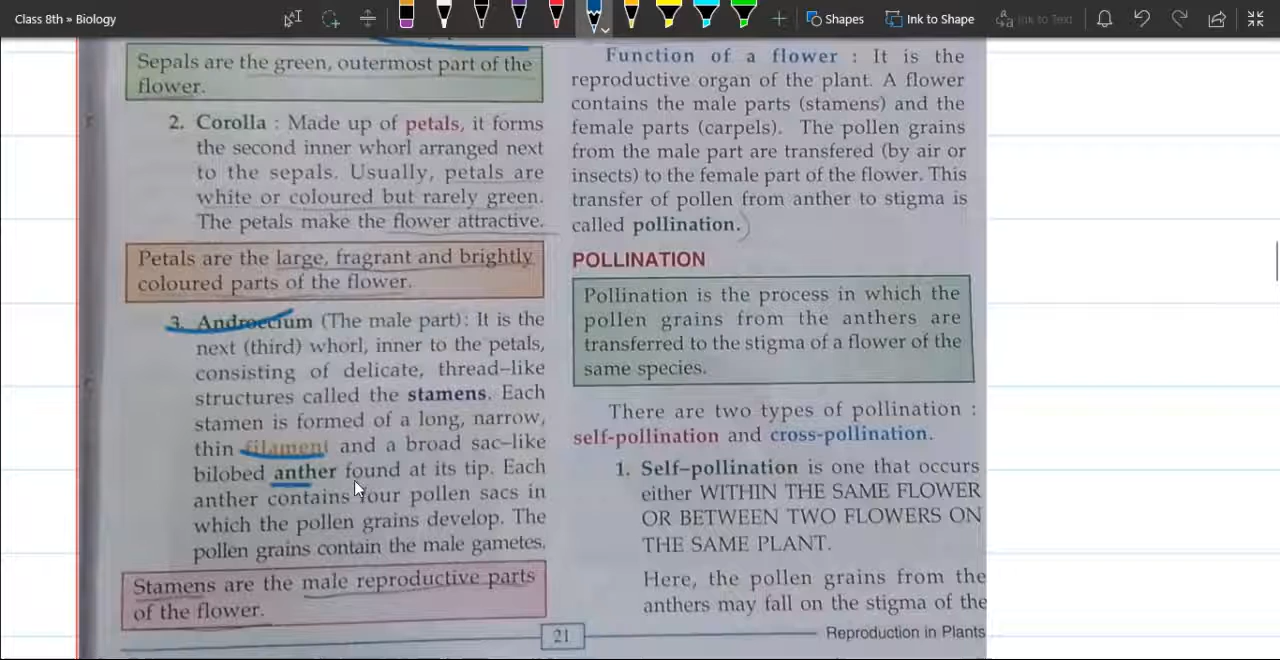 Class 8th » Biology
Shapes
Ink to Shape
Ink to Text
Sepals are the green, outermost part of the
flower.
2. Corolla : Made up of petals, it forms
the second inner whorl arranged next
to the sepals. Usually, petals are
white or coloured but rarely green.
The petals make the flower attractive.
Petals are the large, fragrant and brightly
coloured parts of the flower.
3. Androecium (The male part): It is the
next (third) whorl, inner to the petals,
consisting of delicate, thread-like
structures called the stamens. Each
stamen is formed of a long, narrow,
thin filament and a broad sac-like
bilobed anther found at its tip. Each
anther contains four pollen sacs in
which the pollen grains develop. The
pollen grains contain the male gametes.
Stamens are the male reproductive parts
of the flower.
Function of a flower : It is the
reproductive organ of the plant. A flower
contains the male parts (stamens) and the
female parts (carpels). The pollen grains
from the male part are transfered (by air or
insects) to the female part of the flower. This
transfer of pollen from anther to stigma is
called pollination.
POLLINATION
Pollination is the process in which the
pollen grains from the anthers are
transferred to the stigma of a flower of the
same species.
There are two types of pollination :
self-pollination and cross-pollination.
1. Self-pollination is one that occurs
either WITHIN THE SAME FLOWER
OR BETWEEN TWO FLOWERS ON
THE SAME PLANT.
Here, the pollen grains from the
anthers may fall on the stigma of the
21
Reproduction in Plants